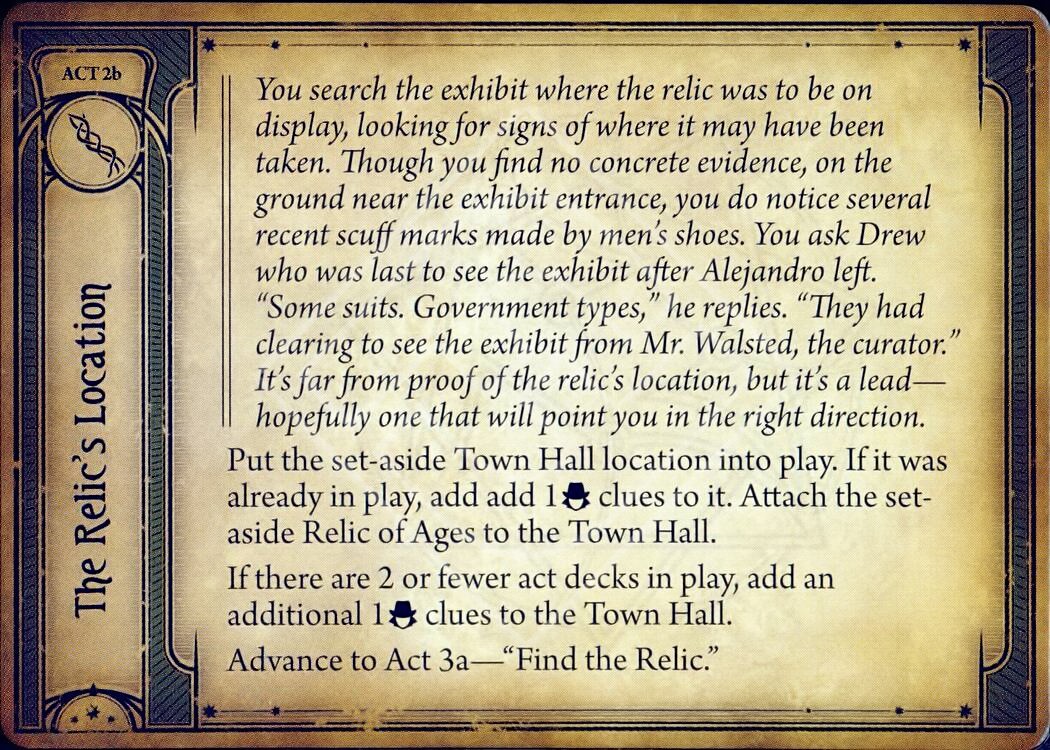 ACT 2b
The Relic's Location
You search the exhibit where the relic was to be on
display, looking for signs of where it may have been
taken. Though you find no concrete evidence, on the
ground near the exhibit entrance, you do notice several
recent scuff marks made by men's shoes. You ask Drew
who was last to see the exhibit after Alejandro left.
“Some suits. Government types,” he replies. “They had
clearing to see the exhibit from Mr. Walsted, the curator.”
It's far from proof of the relic's location, but it's a lead—
hopefully one that will point you in the right direction.
Put the set-aside Town Hall location into play. If it was
already in play, add add 1 clues to it. Attach the set-
aside Relic of Ages to the Town Hall.
If there are 2 or fewer act decks in play, add an
additional 1 clues to the Town Hall.
Advance to Act 3a—“Find the Relic.”